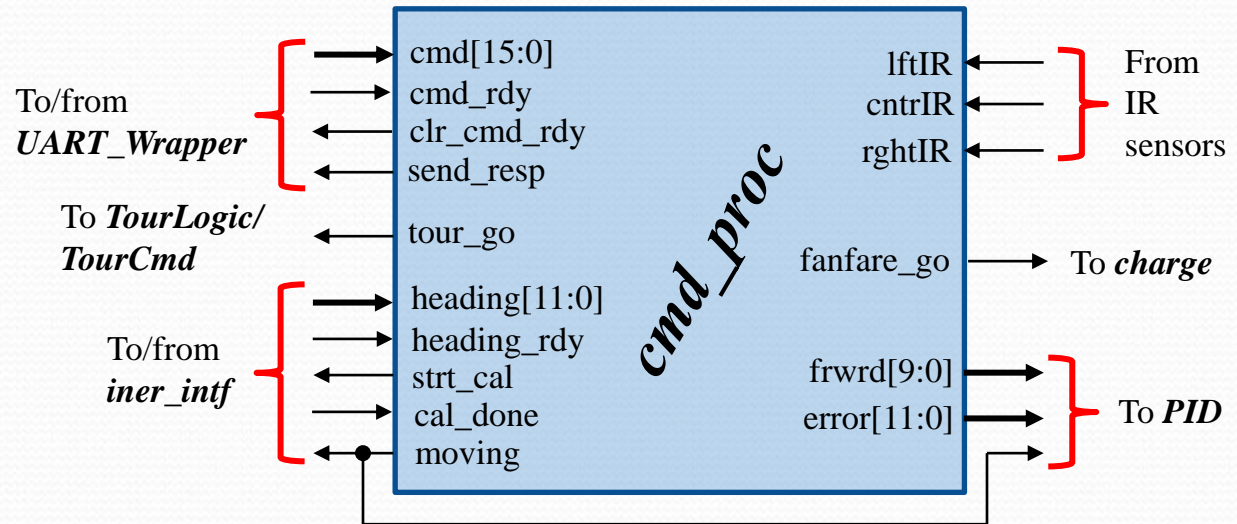 To/from
UART_Wrapper
To TourLogic/
TourCmd
To/from
iner_intf
cmd[15:0]
cmd_rdy
clr_cmd_rdy
send_resp
tour_go
heading[11:0]
heading_rdy
strt_cal
cal_done
moving
cmd_proc
lftIR
cntrIR
rghtIR
fanfare_go
frwrd[9:0]
error[11:0]
From
IR
sensors
To charge
To PID